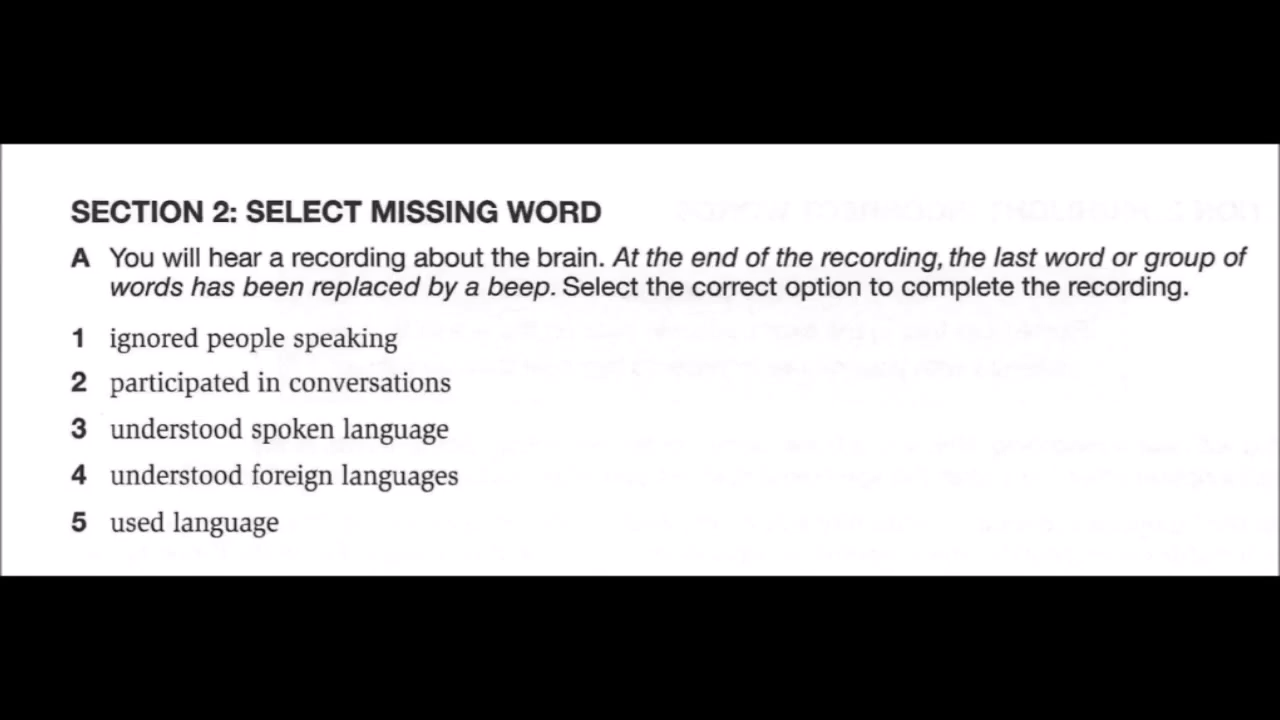 SECTION 2: SELECT MISSING WORD
A You will hear a recording about the brain. At the end of the recording, the last word or group of
words has been replaced by a beep. Select the correct option to complete the recording.
1 ignored people speaking
2 participated in conversations
3 understood spoken language
4 understood foreign languages
5 used language